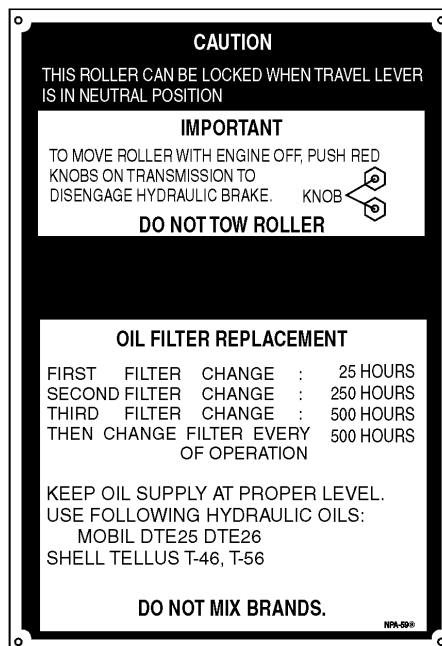 CAUTION
THIS ROLLER CAN BE LOCKED WHEN TRAVEL LEVER
IS IN NEUTRAL POSITION
IMPORTANT
TO MOVE ROLLER WITH ENGINE OFF, PUSH RED
KNOBS ON TRANSMISSION TO
DISENGAGE HYDRAULIC BRAKE. KNOB
DO NOT TOW ROLLER
OIL FILTER REPLACEMENT
FIRST FILTER CHANGE : 25 HOURS
SECOND FILTER CHANGE : 250 HOURS
THIRD FILTER CHANGE : 500 HOURS
THEN CHANGE FILTER EVERY 500 HOURS
OF OPERATION
KEEP OIL SUPPLY AT PROPER LEVEL.
USE FOLLOWING HYDRAULIC OILS:
MOBIL DTE25 DTE26
SHELL TELLUS T-46, T-56
DO NOT MIX BRANDS.
NPA-59®